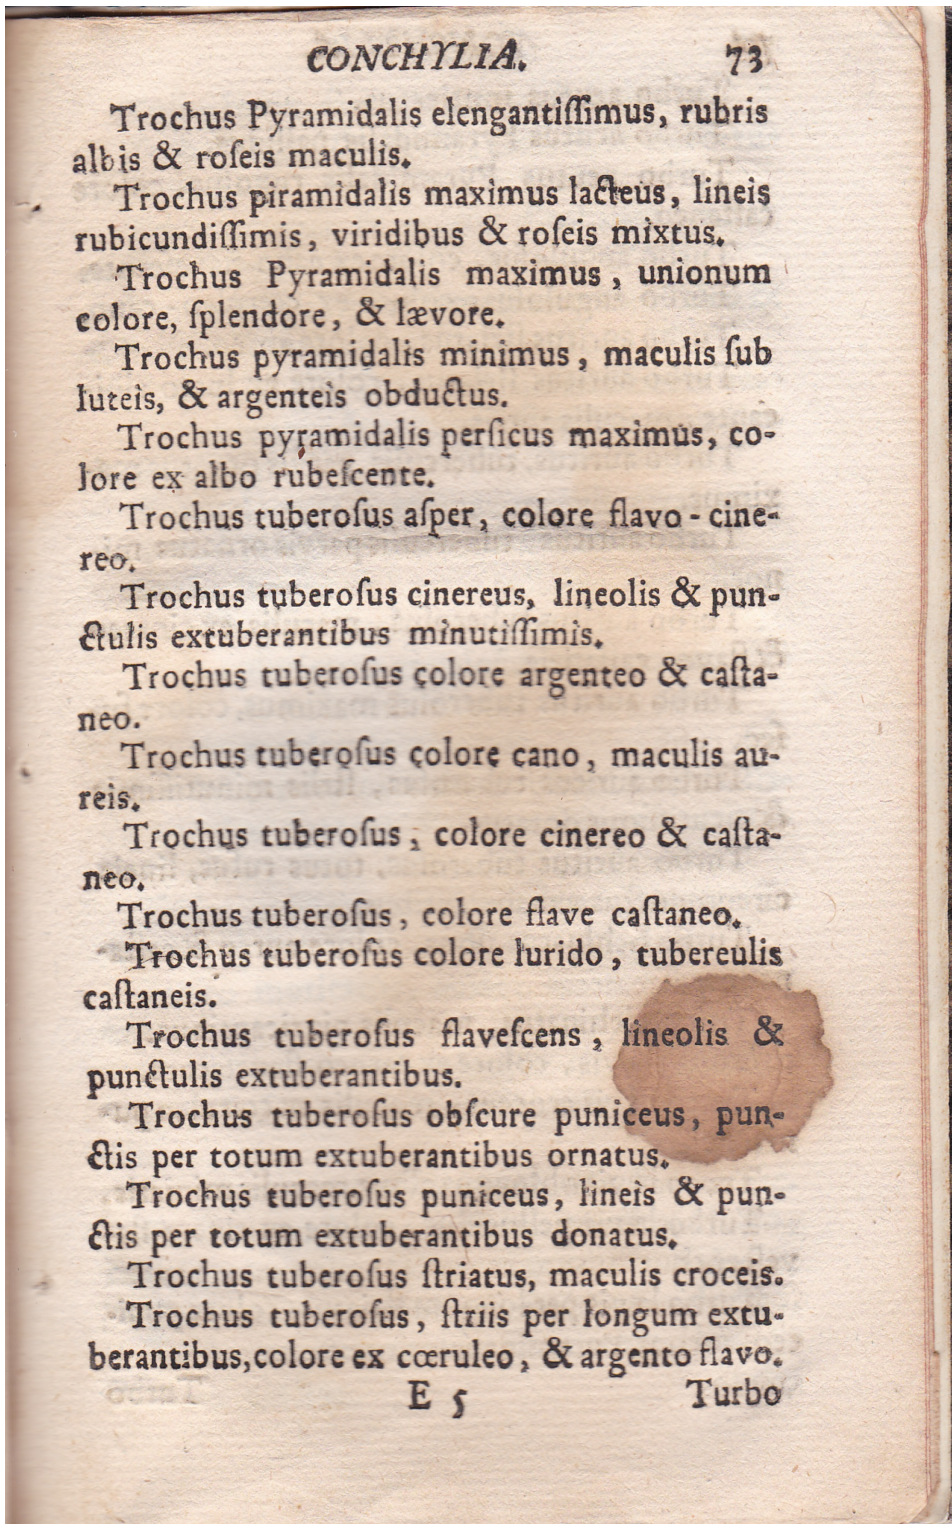 CONCHYLIA. 73
Trochus Pyramidalis elengantiſſimus, rubris
albis & roſeis maculis.
Trochus piramidalis maximus lacteus, lineis
rubicundiſſimis, viridibus & roſeis mixtus.
Trochus Pyramidalis maximus, unionum
colore, ſplendore, & lævore.
Trochus pyramidalis minimus, maculis ſub
luteis, & argenteis obductus.
Trochus pyramidalis perſicus maximus, co-
lore ex albo rubeſcente.
Trochus tuberoſus aſper, colore flavo-cine-
reo.
Trochus tuberoſus cinereus, lineolis & pun-
ctulis extuberantibus minutiſſimis.
Trochus tuberoſus colore argenteo & caſta-
neo.
Trochus tuberoſus colore cano, maculis au-
reis.
Trochus tuberoſus, colore cinereo & caſta-
neo.
Trochus tuberoſus, colore flave caſtaneo.
Trochus tuberoſus colore lurido, tubereulis
caſtaneis.
Trochus tuberoſus flaveſcens, lineolis &
punctulis extuberantibus.
Trochus tuberoſus obſcure puniceus, pun-
ctis per totum extuberantibus ornatus.
Trochus tuberoſus puniceus, lineis & pun-
ctis per totum extuberantibus donatus.
Trochus tuberoſus ſtriatus, maculis croceis.
Trochus tuberoſus, ſtriis per longum extu-
berantibus, colore ex cœruleo, & argento flavo.
E 5 Turbo